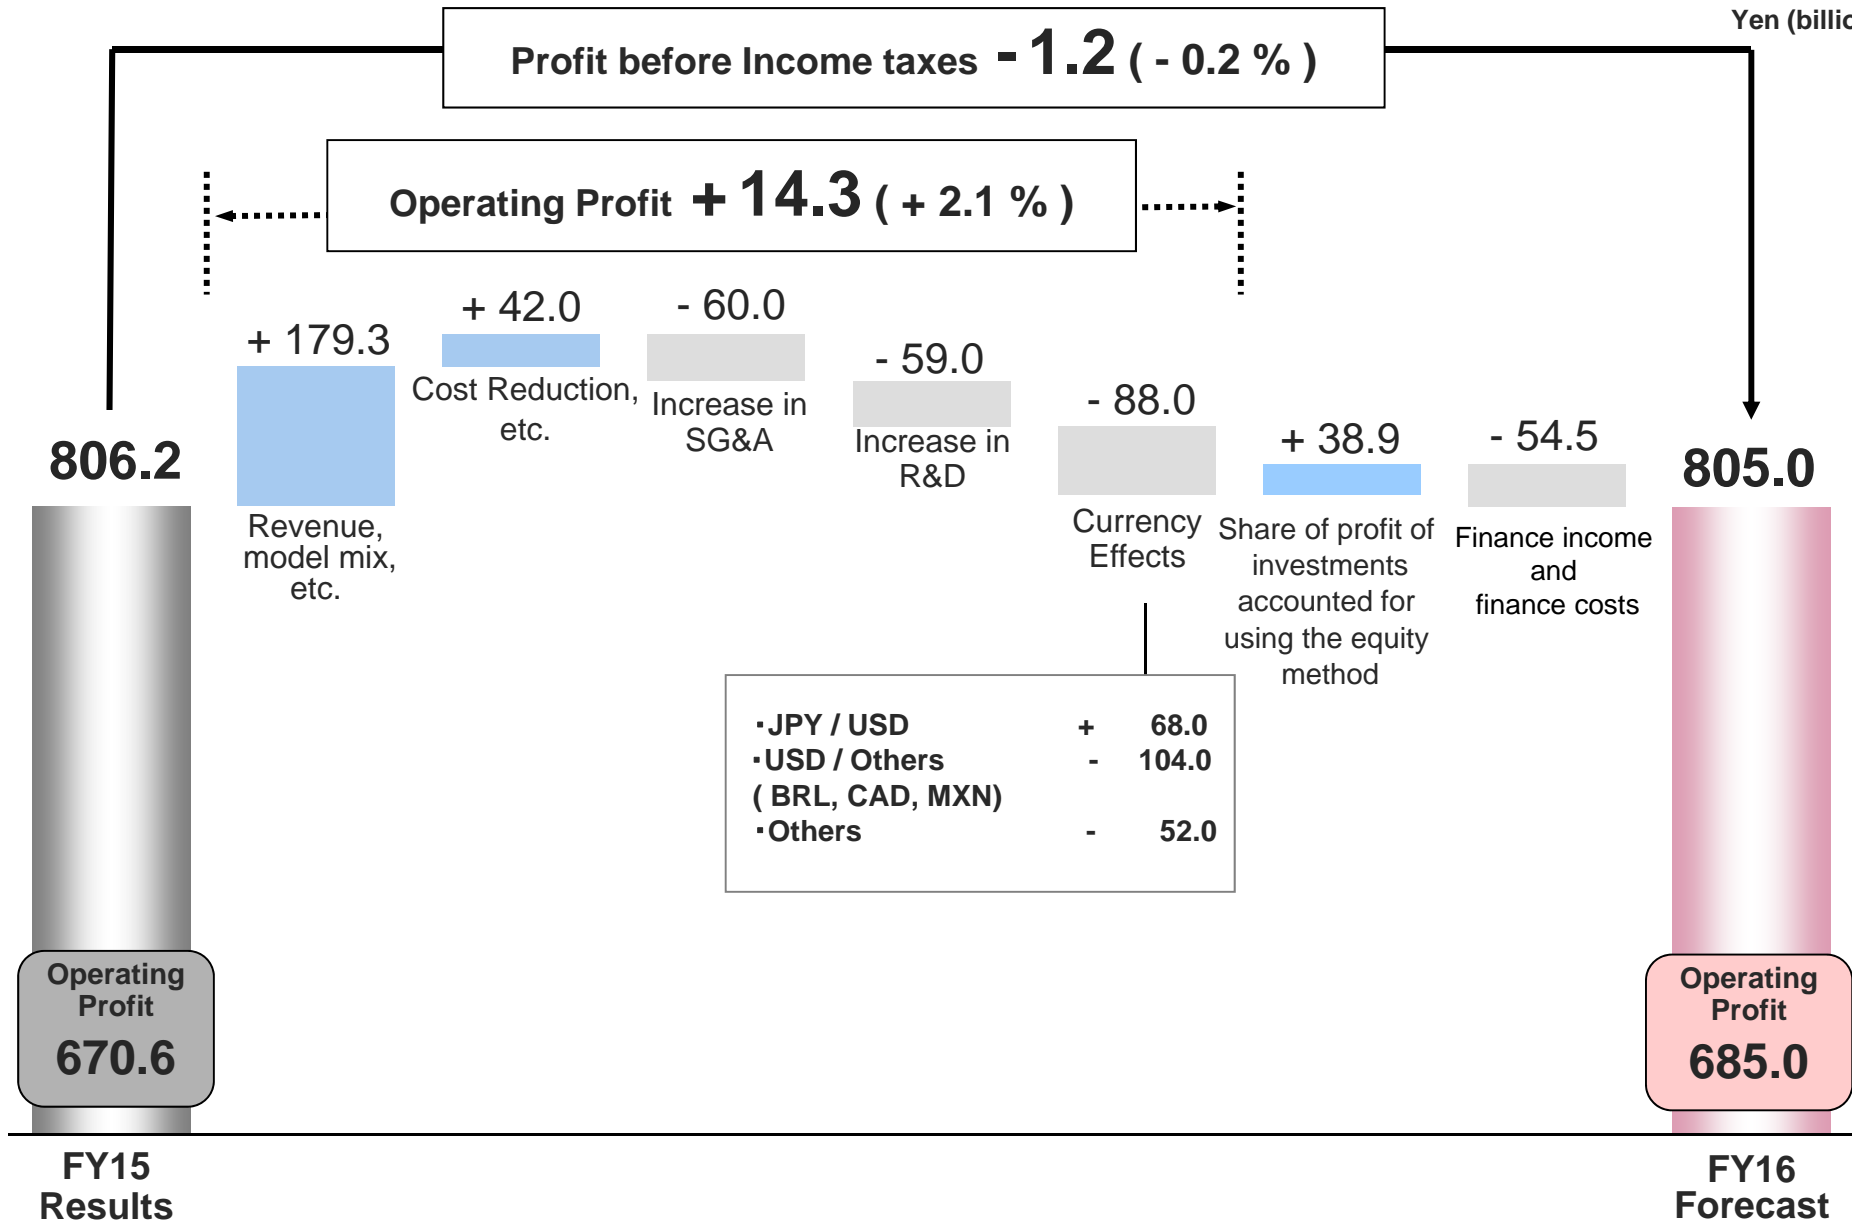 Yen (billio
Profit before Income taxes - 1.2 ( - 0.2 % )
Operating Profit + 14.3 ( + 2.1 % )
806.2
+ 179.3
Revenue,
model mix,
etc.
+ 42.0
Cost Reduction,
etc.
- 60.0
Increase in
SG&A
- 59.0
Increase in
R&D
- 88.0
Currency
Effects
+ 38.9
Share of profit of
investments
accounted for
using the equity
method
- 54.5
Finance income
and
finance costs
805.0
・JPY / USD + 68.0
・USD / Others - 104.0
( BRL, CAD, MXN)
・Others - 52.0
Operating
Profit
670.6
Operating
Profit
685.0
FY15
Results
FY16
Forecast